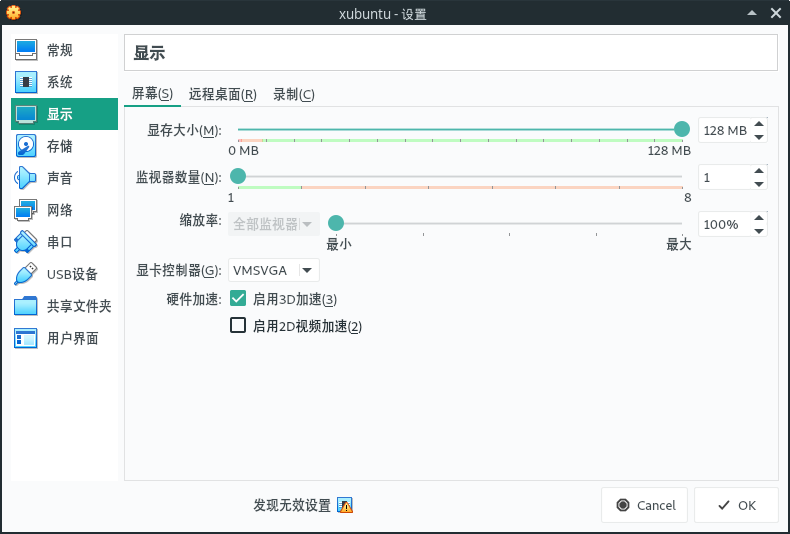 xubuntu - 设置
常规
系统
显示
存储
声音
网络
串口
USB设备
共享文件夹
用户界面
显示
屏幕(S) 远程桌面(R) 录制(C)
显存大小(M): 128 MB
0 MB 128 MB
监视器数量(N): 1
1 8
缩放率: 全部监视器 100%
最小 最大
显卡控制器(G): VMSVGA
硬件加速: 启用3D加速(3)
启用2D视频加速(2)
发现无效设置 Cancel OK